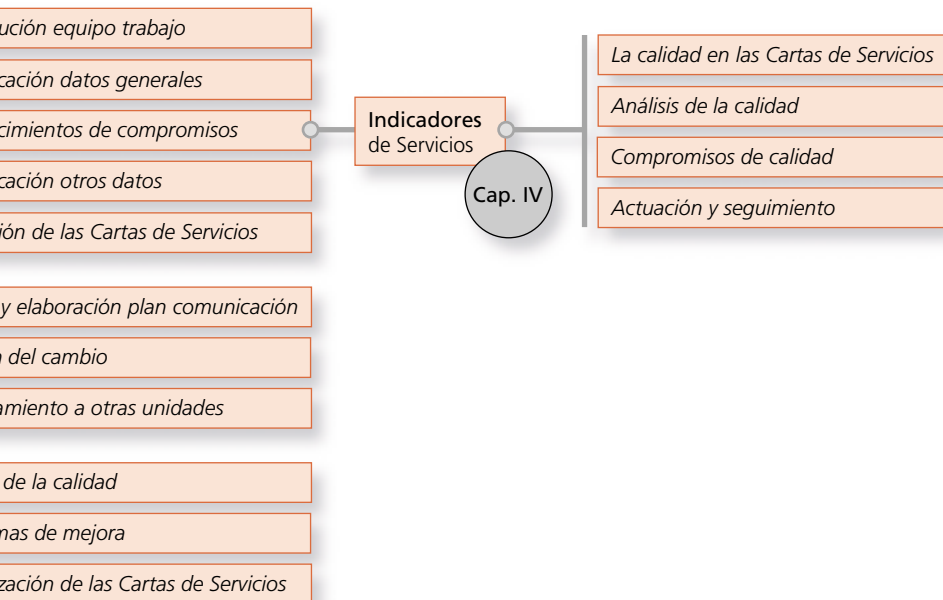 ución equipo trabajo
cación datos generales
cimientos de compromisos
cación otros datos
ión de las Cartas de Servicios
y elaboración plan comunicación
del cambio
amiento a otras unidades
de la calidad
mas de mejora
zación de las Cartas de Servicios
Indicadores
de Servicios
Cap. IV
La calidad en las Cartas de Servicios
Análisis de la calidad
Compromisos de calidad
Actuación y seguimiento